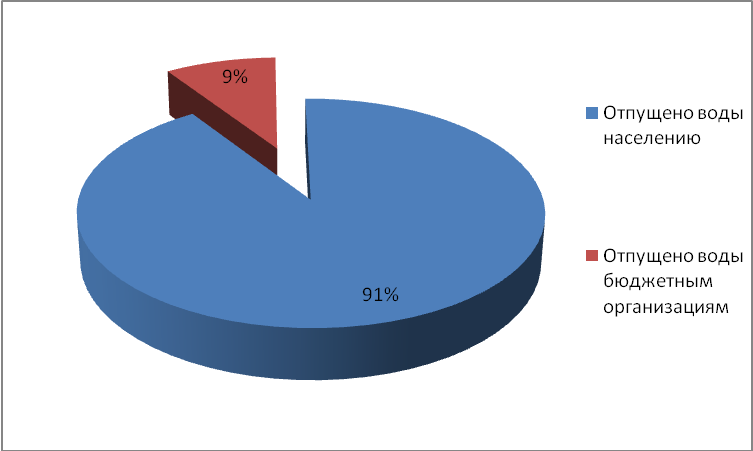 9%
91%
Отпущено воды
населению
Отпущено воды
бюджетным
организациям